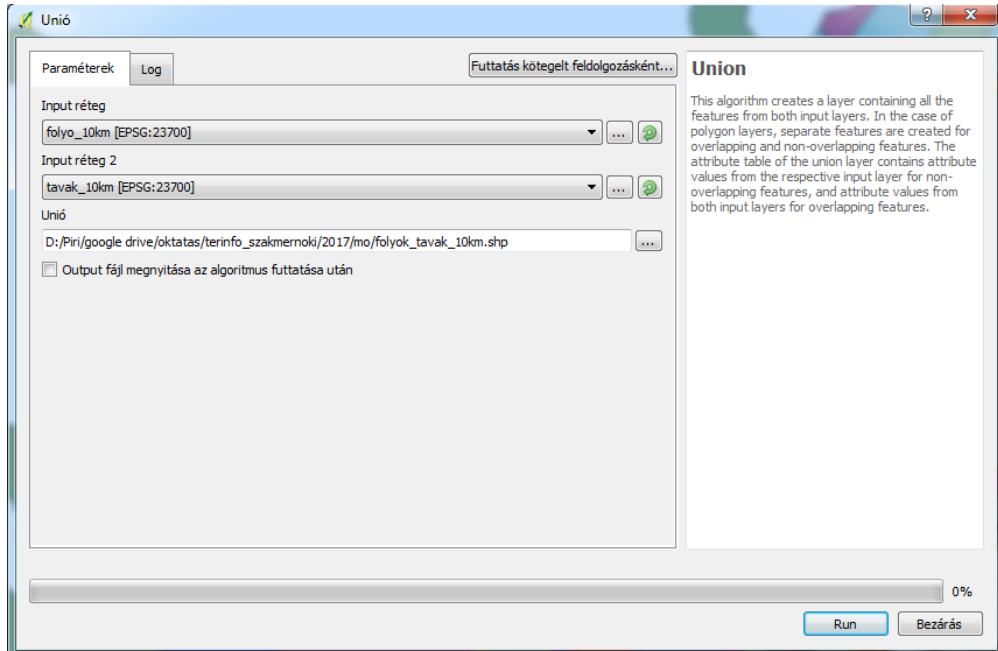 Unió
Paraméterek
Log
Futtatás kötegelt feldolgozásként...
Input réteg
folyo_10km [EPSG:23700]
...
Input réteg 2
tavak_10km [EPSG:23700]
...
Unió
D:/Piri/google drive/oktatas/terinfo_szakmernoki/2017/mo/folyok_tavak_10km.shp
...
Output fájl megnyitása az algoritmus futtatása után
Union
This algorithm creates a layer containing all the
features from both input layers. In the case of
polygon layers, separate features are created for
overlapping and non-overlapping features. The
attribute table of the union layer contains attribute
values from the respective input layer for non-
overlapping features, and attribute values from
both input layers for overlapping features.
0%
Run
Bezárás